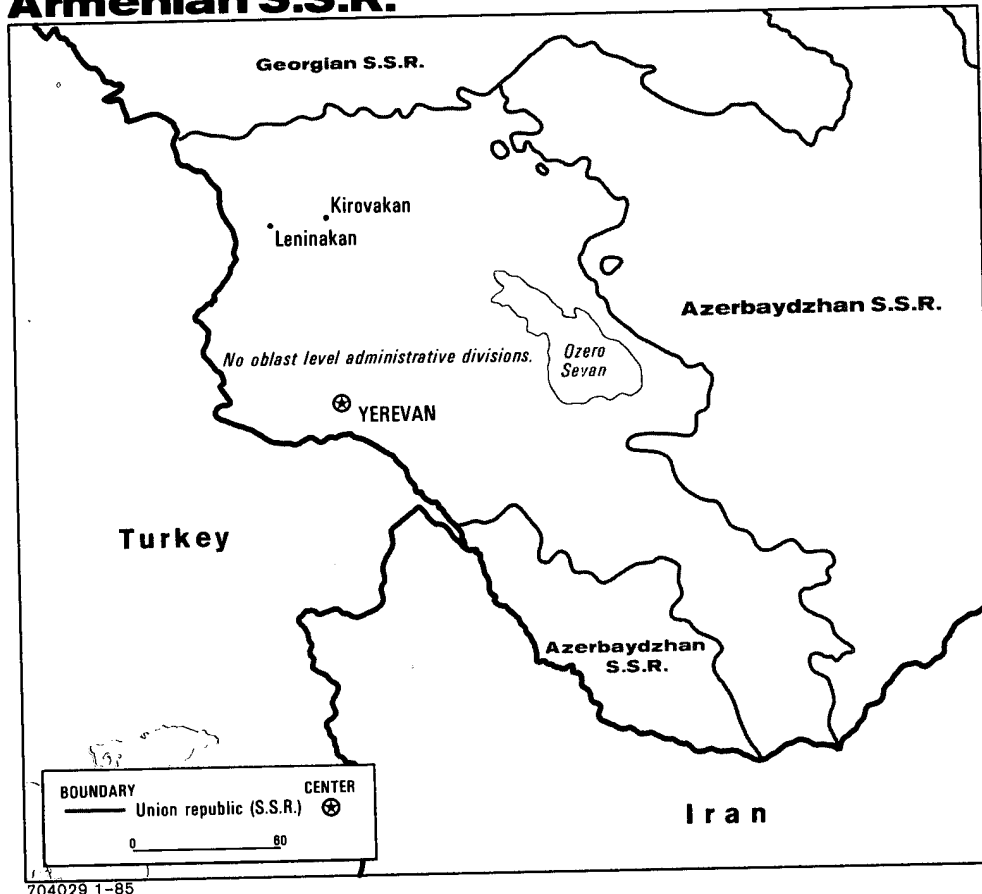 Armenian S.S.R.
Georgian S.S.R.
Kirovakan
Leninakan
Azerbaydzhan S.S.R.
No oblast level administrative divisions.
Ozero
Sevan
YEREVAN
Turkey
Azerbaydzhan
S.S.R.
Iran
BOUNDARY
CENTER
Union republic (S.S.R.)
0 60
704029 1-85